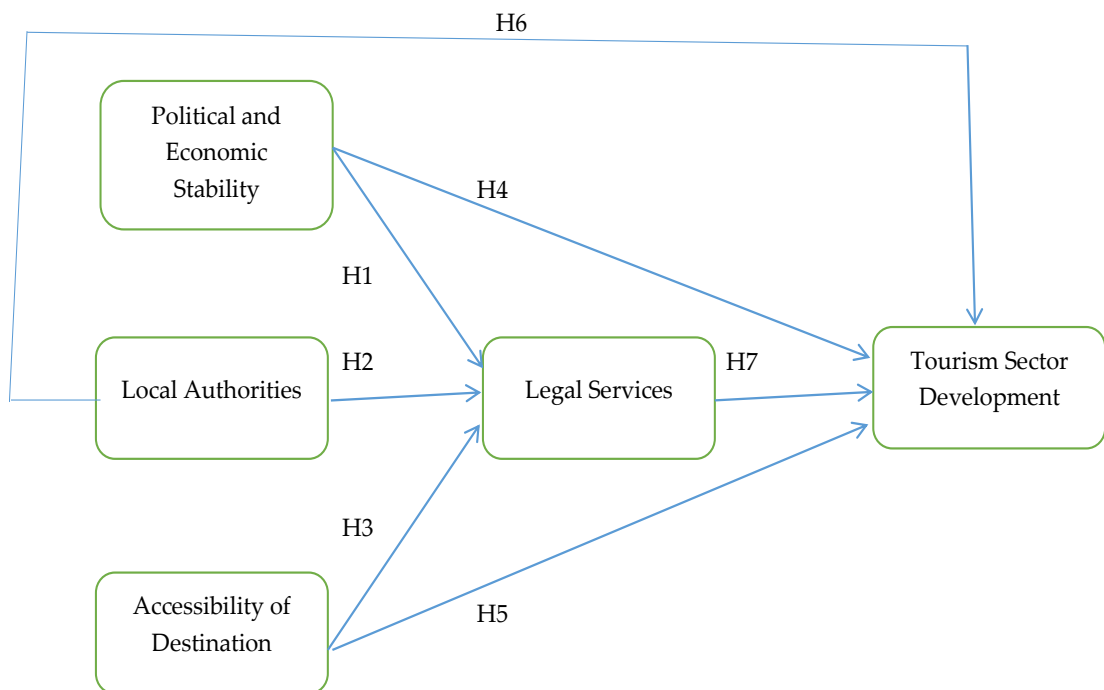 H6
Political and
Economic
Stability
H4
H1
Local Authorities
H2
Legal Services
H7
Tourism Sector
Development
H3
Accessibility of
Destination
H5